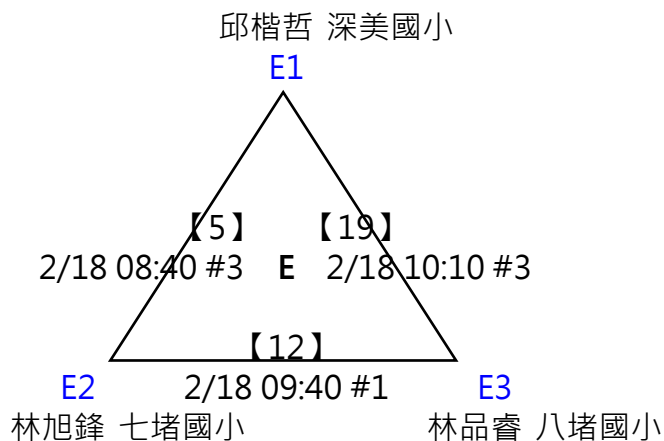 邱楷哲 深美國小
E1
【5】 【19】
2/18 08:40 #3 E 2/18 10:10 #3
【12】
E2 2/18 09:40 #1 E3
林旭鋒 七堵國小 林品睿 八堵國小